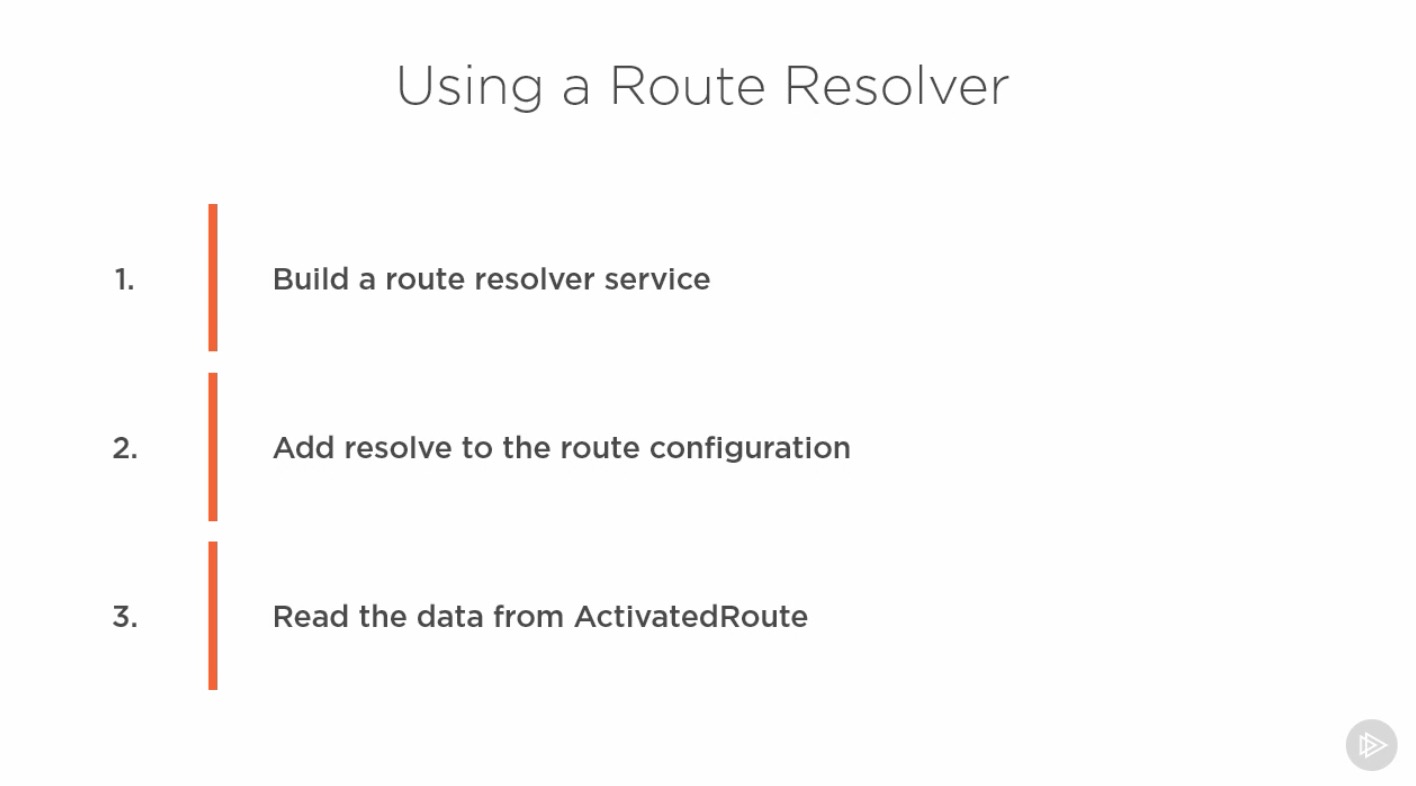 Using a Route Resolver
1. Build a route resolver service
2. Add resolve to the route configuration
3. Read the data from ActivatedRoute